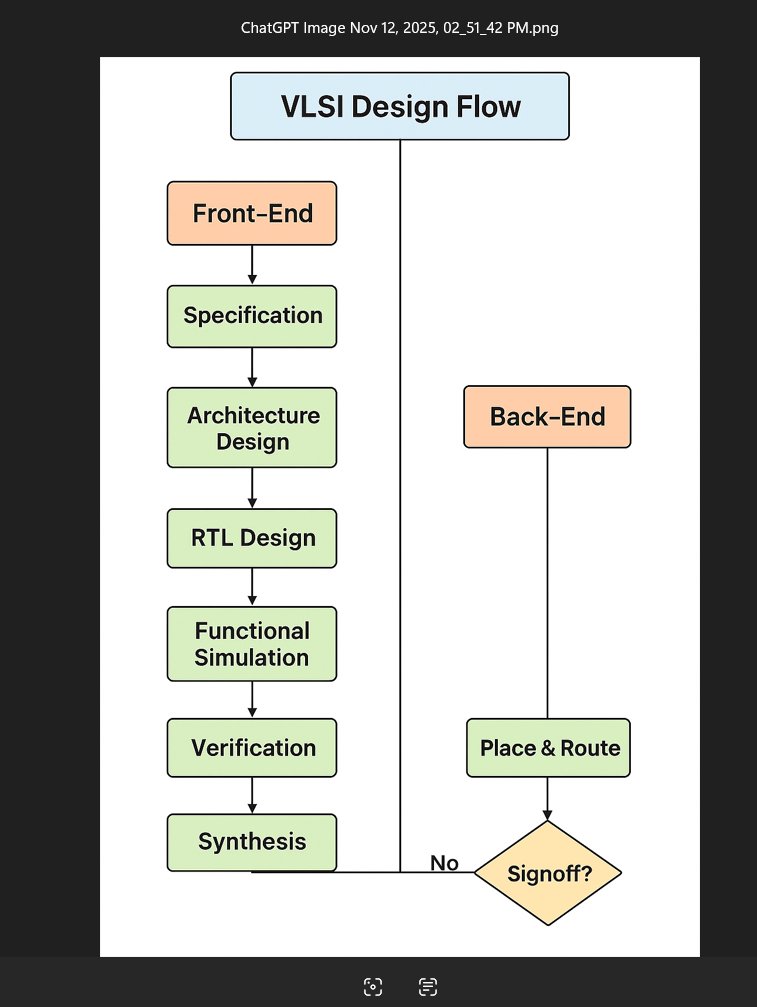 ChatGPT Image Nov 12, 2025, 02_51_42 PM.png
VLSI Design Flow
Front-End
Specification
Architecture
Design
RTL Design
Functional
Simulation
Verification
Synthesis
Back-End
Place & Route
No
Signoff?